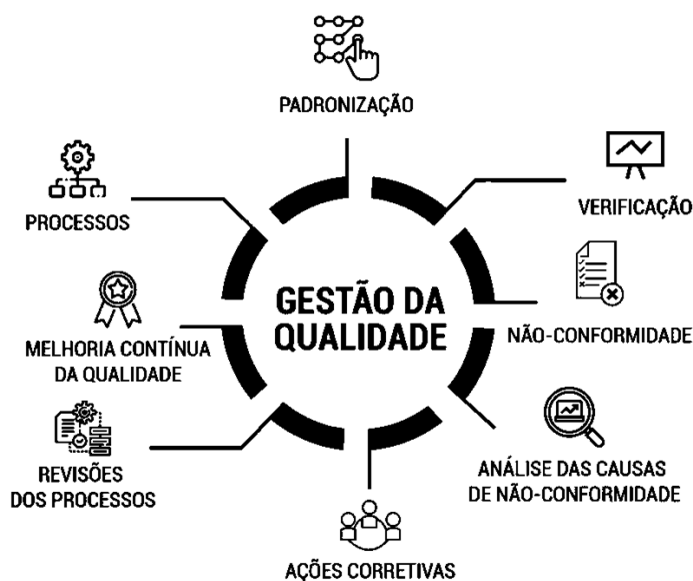 PADRONIZAÇÃO
VERIFICAÇÃO
NÃO-CONFORMIDADE
ANÁLISE DAS CAUSAS
DE NÃO-CONFORMIDADE
AÇÕES CORRETIVAS
REVISÕES
DOS PROCESSOS
MELHORIA CONTÍNUA
DA QUALIDADE
PROCESSOS
GESTÃO DA
QUALIDADE